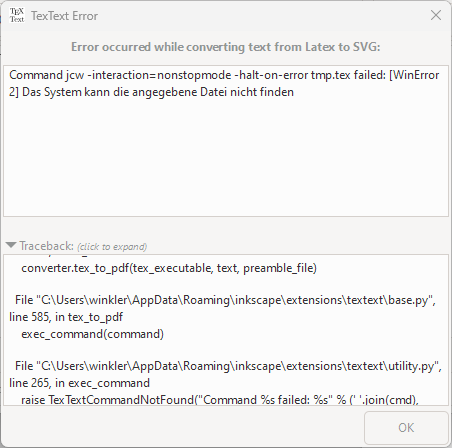 TEX
Text
TexText Error
Error occurred while converting text from Latex to SVG:
Command jcw -interaction=nonstopmode -halt-on-error tmp.tex failed: [WinError
2] Das System kann die angegebene Datei nicht finden
Traceback: (click to expand)
converter.tex_to_pdf(tex_executable, text, preamble_file)
File "C:\Users\winkler\AppData\Roaming\inkscape\extensions\textext\base.py",
line 585, in tex_to_pdf
exec_command(command)
File "C:\Users\winkler\AppData\Roaming\inkscape\extensions\textext\utility.py",
line 265, in exec_command
raise TexTextCommandNotFound("Command %s failed: %s" % (' '.join(cmd),
OK